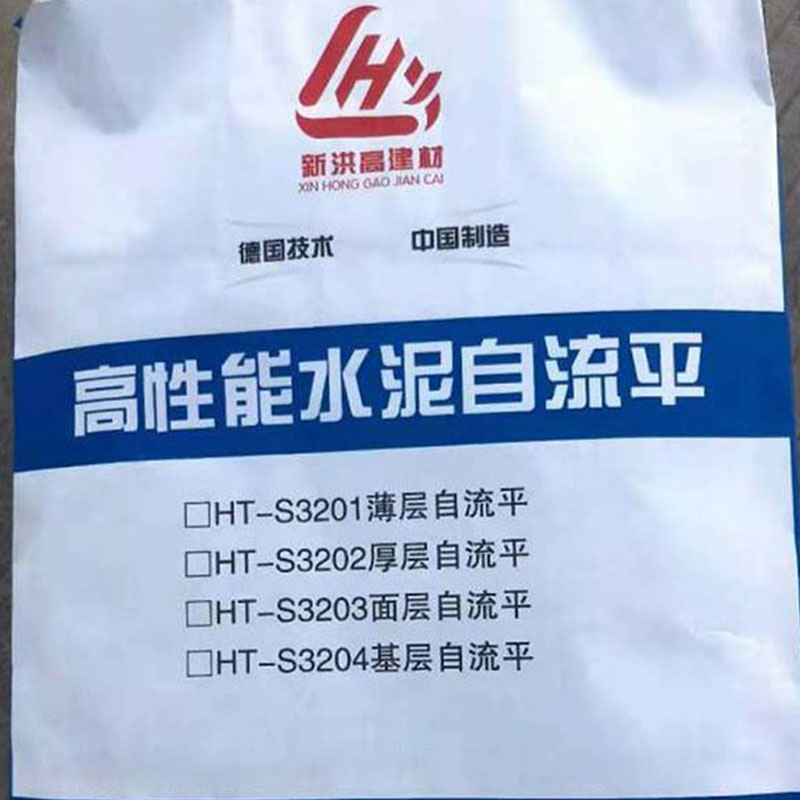 新洪高建材
XIN HONG GAO JIAN CAI
德国技术 中国制造
高性能水泥自流平
□HT-S3201薄层自流平
□HT-S3202厚层自流平
□HT-S3203面层自流平
□HT-S3204基层自流平